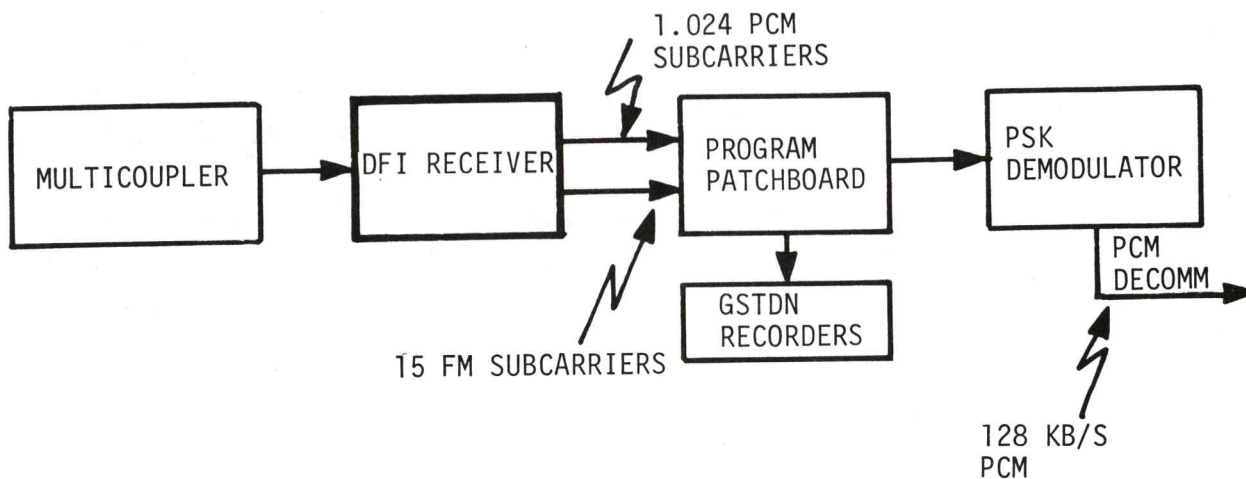 1.024 PCM
SUBCARRIERS
MULTICOUPLER
DFI RECEIVER
PROGRAM
PATCHBOARD
PSK
DEMODULATOR
GSTDN
RECORDERS
PCM
DECOMM
15 FM SUBCARRIERS
128 KB/S
PCM